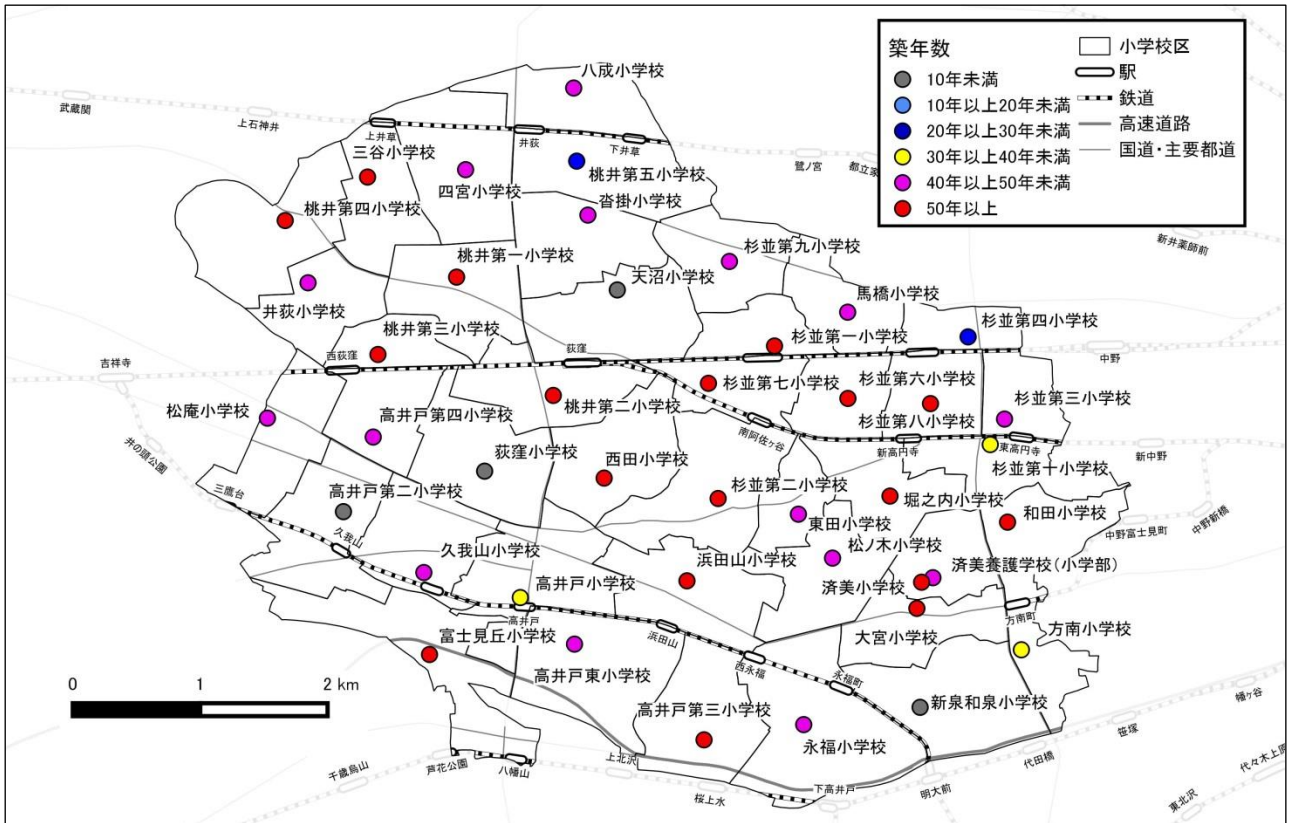 築年数
10年未満
10年以上20年未満
20年以上30年未満
30年以上40年未満
40年以上50年未満
50年以上
小学校区
駅
鉄道
高速道路
国道・主要都道
八成小学校
武蔵関
上石神井
上井草
井荻
下井草
鷺ノ宮
都立家
三谷小学校
四宮小学校
桃井第五小学校
沓掛小学校
桃井第四小学校
新井薬師前
杉並第九小学校
桃井第一小学校
天沼小学校
井荻小学校
馬橋小学校
桃井第三小学校
杉並第一小学校
杉並第四小学校
吉祥寺
西荻窪
荻窪
中野
杉並第七小学校
杉並第六小学校
松庵小学校
高井戸第四小学校
桃井第二小学校
杉並第八小学校
杉並第三小学校
井の頭公園
南阿佐ヶ谷
新高円寺
東高円寺
新中野
荻窪小学校
西田小学校
杉並第十小学校
三鷹台
高井戸第二小学校
杉並第二小学校
堀之内小学校
和田小学校
東田小学校
中野富士見町
中野新橋
久我山
久我山小学校
浜田山小学校
松ノ木小学校
済美養護学校(小学部)
高井戸小学校
済美小学校
高井戸
方南町
富士見丘小学校
浜田山
大宮小学校
方南小学校
高井戸東小学校
西永福
永福町
0 1 2 km
新泉和泉小学校
幡ヶ谷
高井戸第三小学校
永福小学校
笹塚
代田橋
千歳烏山
芦花公園
八幡山
上北沢
桜上水
下高井戸
明大前
代々木上原
東北沢